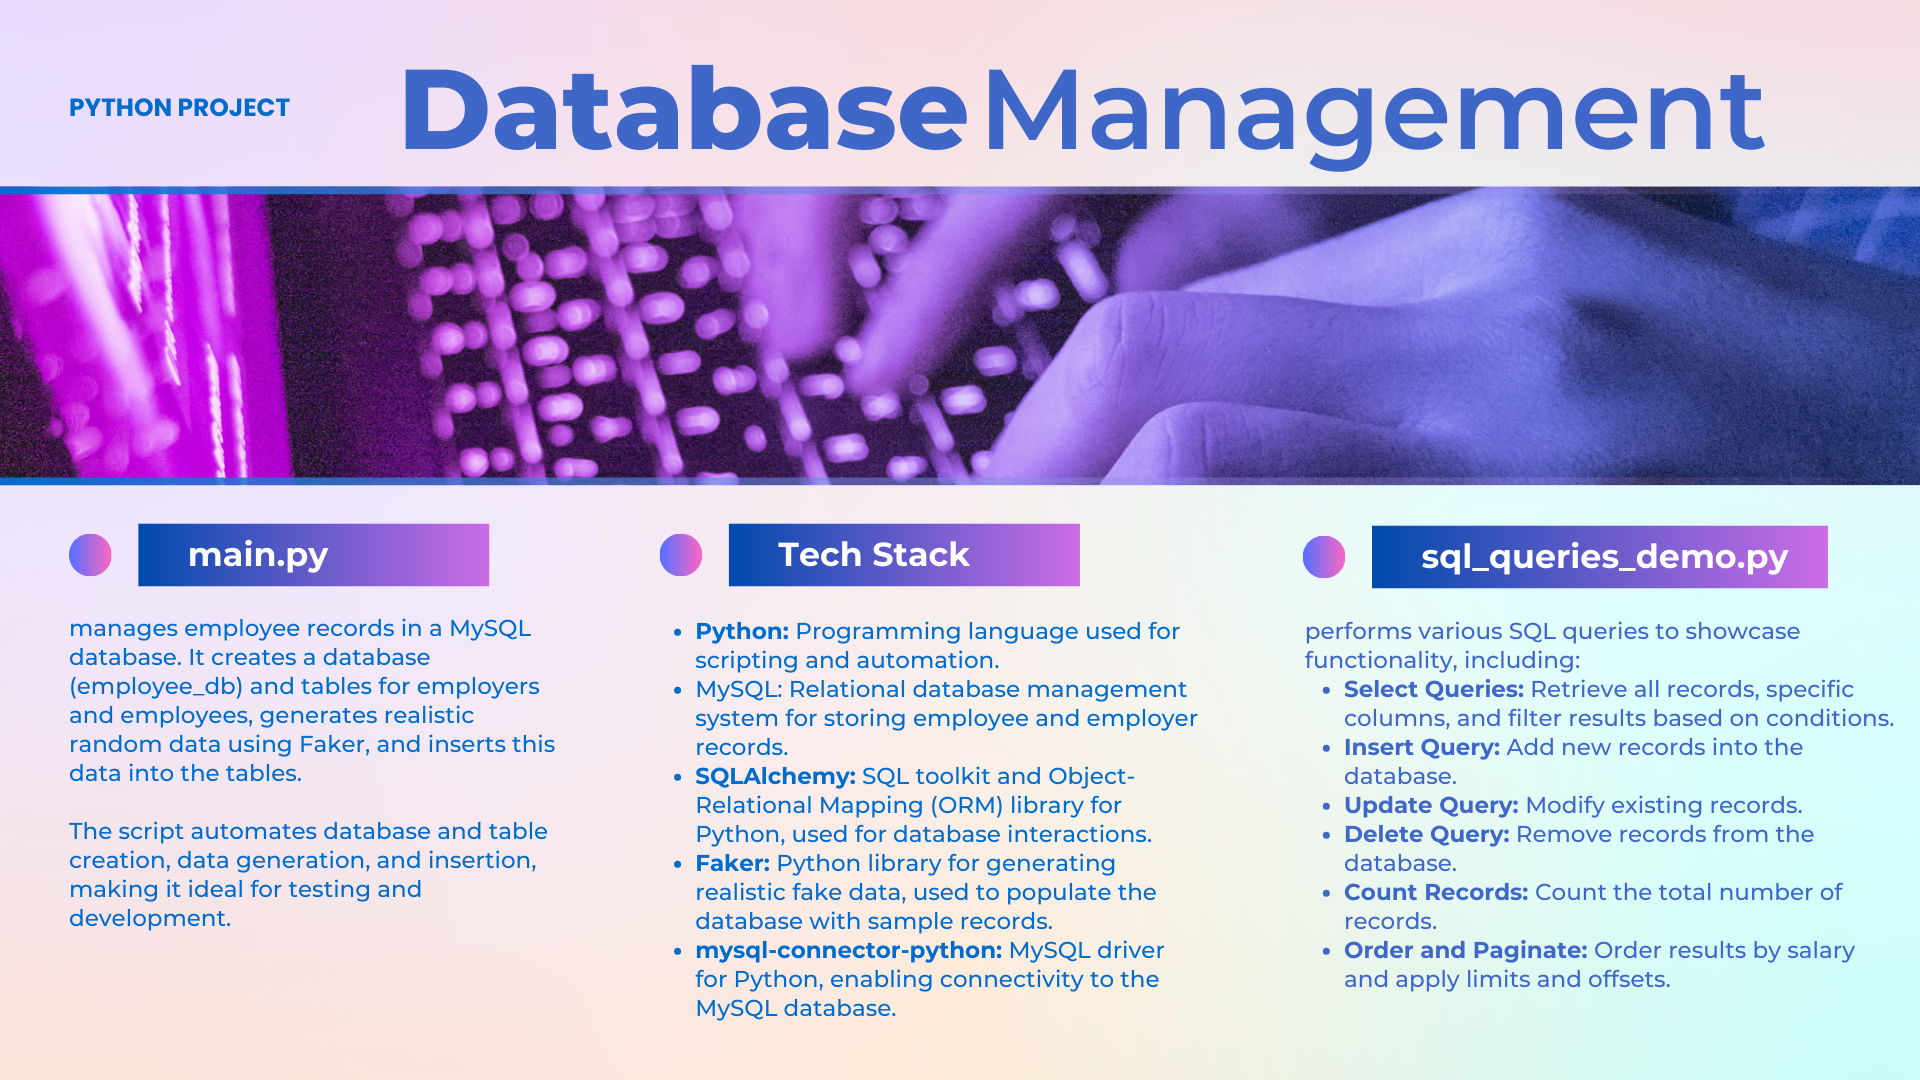 PYTHON PROJECT
Database Management
main.py
manages employee records in a MySQL
database. It creates a database
(employee_db) and tables for employers
and employees, generates realistic
random data using Faker, and inserts this
data into the tables.
The script automates database and table
creation, data generation, and insertion,
making it ideal for testing and
development.
Tech Stack
• Python: Programming language used for
scripting and automation.
• MySQL: Relational database management
system for storing employee and employer
records.
• SQLAlchemy: SQL toolkit and Object-
Relational Mapping (ORM) library for
Python, used for database interactions.
• Faker: Python library for generating
realistic fake data, used to populate the
database with sample records.
• mysql-connector-python: MySQL driver
for Python, enabling connectivity to the
MySQL database.
sql_queries_demo.py
performs various SQL queries to showcase
functionality, including:
• Select Queries: Retrieve all records, specific
columns, and filter results based on conditions.
• Insert Query: Add new records into the
database.
• Update Query: Modify existing records.
• Delete Query: Remove records from the
database.
• Count Records: Count the total number of
records.
• Order and Paginate: Order results by salary
and apply limits and offsets.